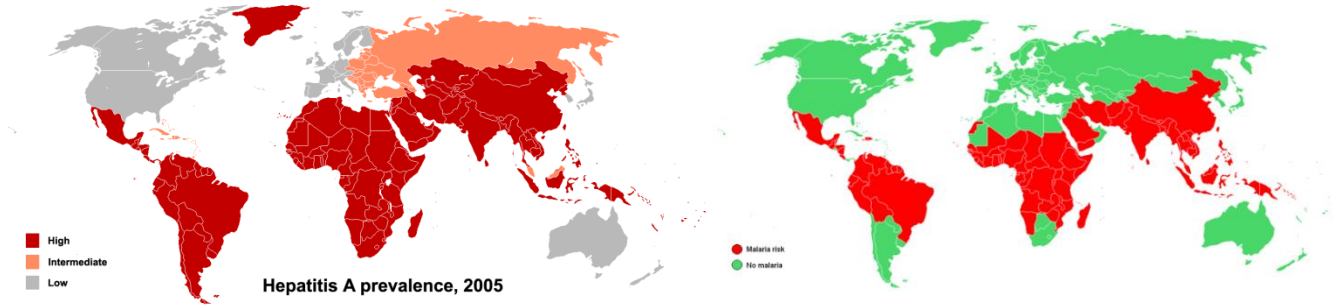 High
Intermediate
Low
Hepatitis A prevalence, 2005
Malaria risk
No malaria